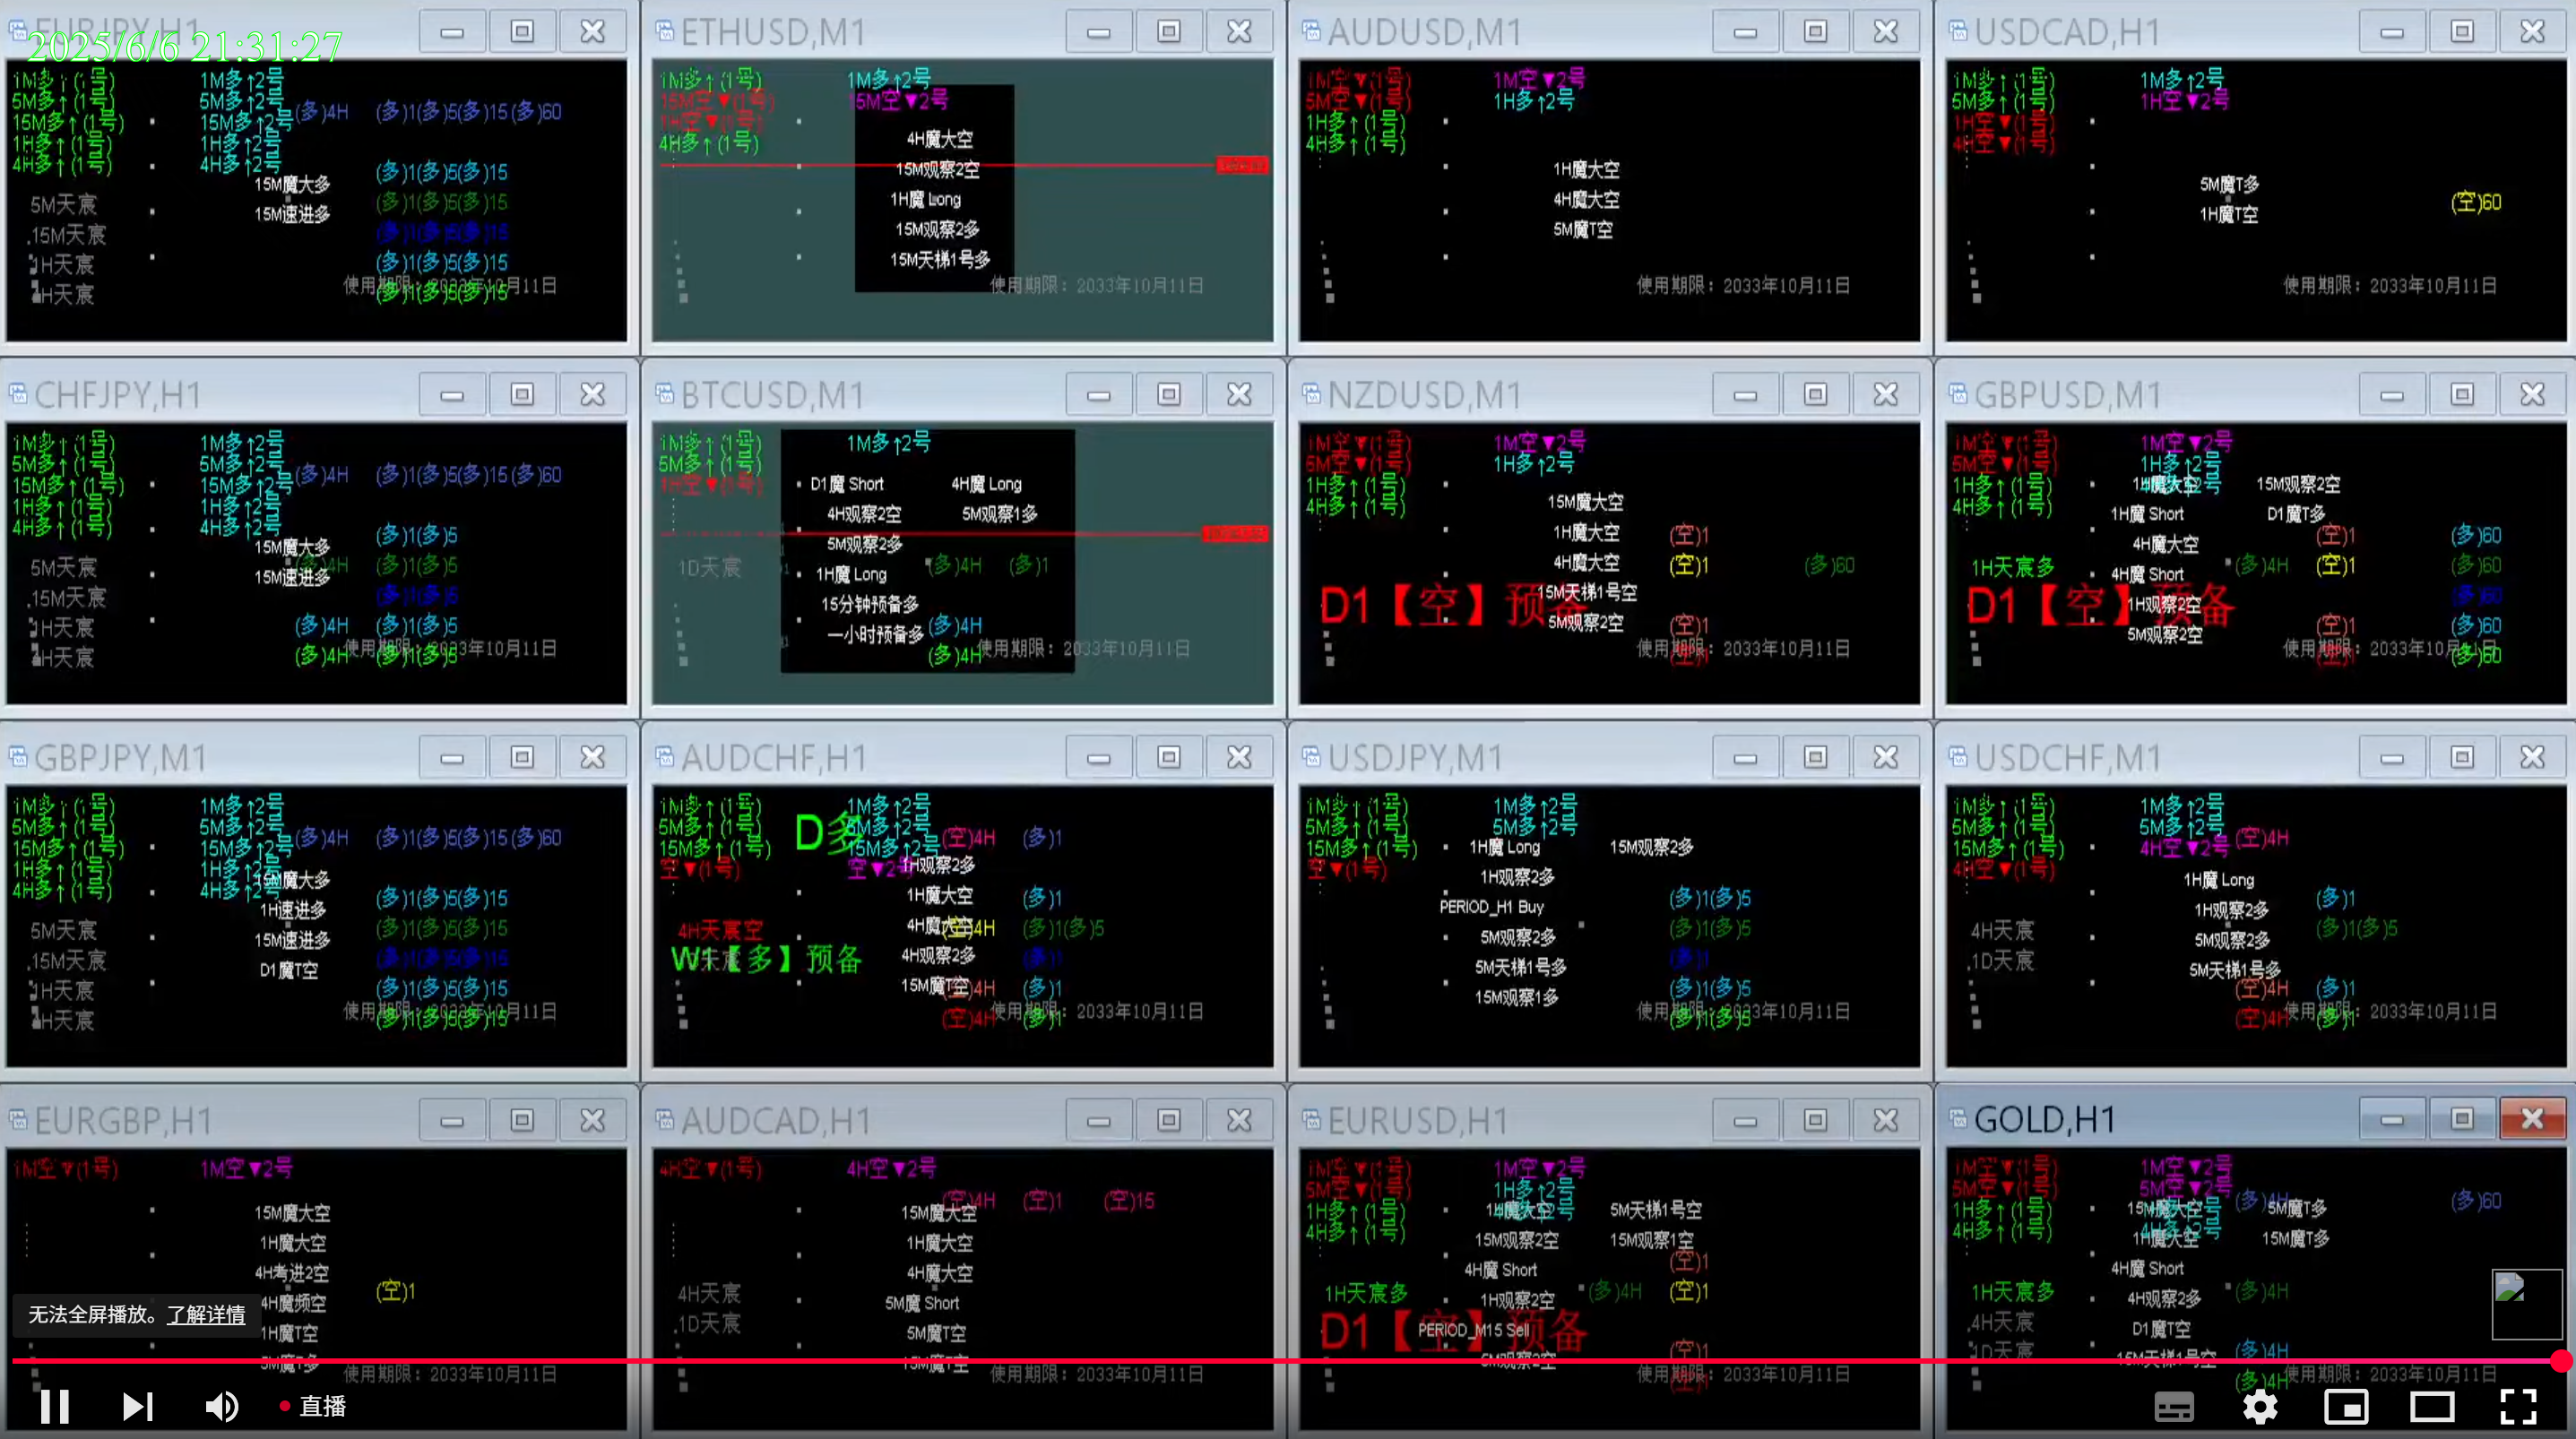 2025/6/6 21:31:27
EURJPY,H1
1M多↑(1号) 1M多↑2号
5M多↑(1号) 5M多↑2号
(多)4H (多)1(多)5(多)15(多)60
15M多↑(1号) 15M多↑2号
1H多↑(1号) 1H多↑2号
4H多↑(1号) 4H多↑2号
(多)1(多)5(多)15
15M魔大多
5M天宸 (多)1(多)5(多)15
15M速进多
15M天宸 (多)1(多)5(多)15
1H天宸 (多)1(多)5(多)15
使用期限：2033年10月11日
4H天宸 (多)1(多)5(多)15
ETHUSD,M1
1M多↑(1号) 1M多↑2号
15M空▼(1号) 15M空▼2号
1H空▼(1号)
4H多↑(1号) 4H魔大空
15M观察2空
1H魔 Long
15M观察2多
15M天梯1号多
使用期限：2033年10月11日
AUDUSD,M1
1M空▼(1号) 1M空▼2号
5M空▼(1号) 1H多↑2号
1H多↑(1号)
4H多↑(1号)
1H魔大空
4H魔大空
5M魔T空
使用期限：2033年10月11日
USDCAD,H1
1M多↑(1号) 1M多↑2号
5M多↑(1号) 1H空▼2号
1H空▼(1号)
4H空▼(1号)
5M魔T多
(空)60
1H魔T空
使用期限：2033年10月11日
CHFJPY,H1
1M多↑(1号) 1M多↑2号
5M多↑(1号) 5M多↑2号
(多)4H (多)1(多)5(多)15(多)60
15M多↑(1号) 15M多↑2号
1H多↑(1号) 1H多↑2号
4H多↑(1号) 4H多↑2号
(多)1(多)5
15M魔大多
5M天宸 (多)4H (多)1(多)5
15M速进多
15M天宸 (多)1(多)5
1H天宸 (多)4H (多)1(多)5
使用期限：2033年10月11日
4H天宸 (多)4H (多)1(多)5
BTCUSD,M1
1M多↑(1号) 1M多↑2号
5M多↑(1号)
1H空▼(1号) D1魔 Short 4H魔 Long
4H观察2空 5M观察1多
5M观察2多
1D天宸 (多)4H (多)1
1H魔 Long
15分钟预备多
一小时预备多 (多)4H
使用期限：2033年10月11日
(多)4H
NZDUSD,M1
1M空▼(1号) 1M空▼2号
5M空▼(1号) 1H多↑2号
1H多↑(1号)
4H多↑(1号) 15M魔大空
1H魔大空 (空)1
4H魔大空 (空)1 (多)60
15M天梯1号空
D1【空】预备
5M观察2空 (空)1
使用期限：2033年10月11日
(空)1
GBPUSD,M1
1M空▼(1号) 1M空▼2号
5M空▼(1号) 1H多↑2号
1H多↑(1号) 1H魔大空 15M观察2空
4H多↑(1号) 1H魔 Short D1魔T多
(空)1 (多)60
4H魔大空
1H天宸多 (多)4H (空)1 (多)60
4H魔 Short
(多)60
D1【空】预备
1H观察2空
(空)1 (多)60
5M观察2空
使用期限：2033年10月11日
(空)1 (多)60
GBPJPY,M1
1M多↑(1号) 1M多↑2号
5M多↑(1号) 5M多↑2号
(多)4H (多)1(多)5(多)15(多)60
15M多↑(1号) 15M多↑2号
1H多↑(1号) 1H多↑2号
15M魔大多
4H多↑(1号) 4H多↑2号
(多)1(多)5(多)15
1H速进多
5M天宸 (多)1(多)5(多)15
15M速进多
15M天宸 (多)1(多)5(多)15
D1魔T空
1H天宸 (多)1(多)5(多)15
使用期限：2033年10月11日
4H天宸 (多)1(多)5(多)15
AUDCHF,H1
1M多↑(1号) 1M多↑2号
5M多↑(1号) D多 5M多↑2号
(空)4H (多)1
15M多↑(1号) 15M多↑2号
空▼(1号) 空▼2号
1H观察2多
1H魔大空 (多)1
4H天宸空 4H魔大空 (空)4H (多)1(多)5
W1【多】预备 4H观察2多 (多)1
15M魔T空 (空)4H (多)1
使用期限：2033年10月11日
(空)4H (多)1
USDJPY,M1
1M多↑(1号) 1M多↑2号
5M多↑(1号) 5M多↑2号
15M多↑(1号) 1H魔 Long 15M观察2多
空▼(1号) 1H观察2多
(多)1(多)5
PERIOD_H1 Buy
(多)1(多)5
5M观察2多
(多)1
5M天梯1号多
(多)1(多)5
15M观察1多
使用期限：2033年10月11日
(多)1(多)5
USDCHF,M1
1M多↑(1号) 1M多↑2号
5M多↑(1号) 5M多↑2号
(空)4H
15M多↑(1号) 4H空▼2号
4H空▼(1号)
1H魔 Long
(多)1
1H观察2多
4H天宸 (多)1(多)5
5M观察2多
1D天宸 5M天梯1号多
(空)4H (多)1
使用期限：2033年10月11日
(空)4H (多)1
EURGBP,H1
1M空▼(1号) 1M空▼2号
15M魔大空
1H魔大空
4H考进2空
(空)1
4H魔频空
无法全屏播放。了解详情
1H魔T空
5M魔T多
使用期限：2033年10月11日
AUDCAD,H1
4H空▼(1号) 4H空▼2号
(空)4H (空)1 (空)15
15M魔大空
1H魔大空
4H魔大空
4H天宸
5M魔 Short
1D天宸 5M魔T空
15M魔T空
使用期限：2033年10月11日
EURUSD,H1
1M空▼(1号) 1M空▼2号
5M空▼(1号) 1H多↑2号
1H多↑(1号) 1H魔大空 5M天梯1号空
4H多↑(1号) 15M观察2空 15M观察1空
(空)1
4H魔 Short
1H天宸多 1H观察2空 (多)4H (空)1
D1【空】预备
PERIOD_M15 Sell
(空)1
5M观察2空
使用期限：2033年10月11日
(空)1
GOLD,H1
1M空▼(1号) 1M空▼2号
5M空▼(1号) 5M空▼2号
(多)4H (多)60
1H多↑(1号) 15M魔大空 5M魔T多
4H多↑(1号) 4H多↑2号
1H魔大空 15M魔T多
4H魔 Short
1H天宸多 4H观察2多 (多)4H
4H天宸 D1魔T空
1D天宸 15M天梯1号空 (多)4H
使用期限：2033年10月11日
(多)4H
直播